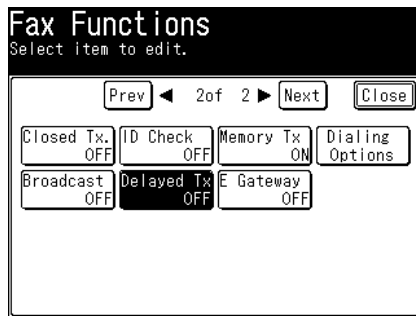 Fax Functions
Select item to edit.
Prev ◀ 2of 2 ▶ Next Close
Closed Tx. OFF
ID Check OFF
Memory Tx ON
Dialing Options
Broadcast OFF
Delayed Tx OFF
E Gateway OFF